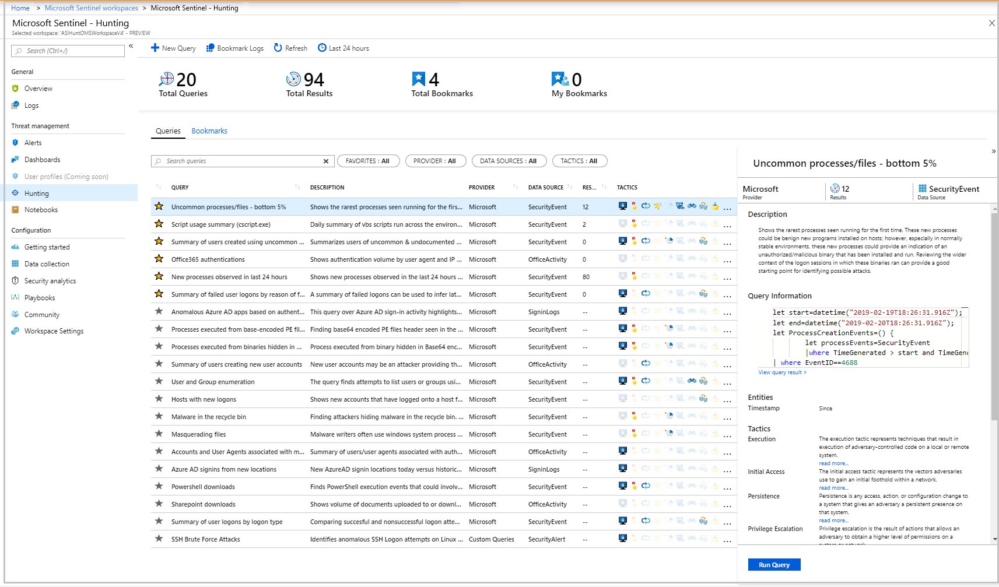 Home > Microsoft Sentinel workspaces > Microsoft Sentinel - Hunting
Microsoft Sentinel - Hunting
Selected workspace: 'ASIHuntOMSWorkspaceV4' - PREVIEW
Search (Ctrl+/)
General
Overview
Logs
Threat management
Alerts
Dashboards
User profiles (Coming soon)
Hunting
Notebooks
Configuration
Getting started
Data collection
Security analytics
Playbooks
Community
Workspace Settings
New Query Bookmark Logs Refresh Last 24 hours
20 94 4 0
Total Queries Total Results Total Bookmarks My Bookmarks
Queries Bookmarks
Search queries FAVORITES : All PROVIDER : All DATA SOURCES : All TACTICS : All
QUERY DESCRIPTION PROVIDER DATA SOURCE RES... TACTICS
Uncommon processes/files - bottom 5% Shows the rarest processes seen running for the firs... Microsoft SecurityEvent 12 ...
Script usage summary (cscript.exe) Daily summary of vbs scripts run across the environ... Microsoft SecurityEvent 2 ...
Summary of users created using uncommon ... Summarizes users of uncommon & undocumented ... Microsoft SecurityEvent 0 ...
Office365 authentications Shows authentication volume by user agent and IP ... Microsoft OfficeActivity 0 ...
New processes observed in last 24 hours Shows new processes observed in the last 24 hours ... Microsoft SecurityEvent 80 ...
Summary of failed user logons by reason of f... A summary of failed logons can be used to infer lat... Microsoft SecurityEvent 0 ...
Anomalous Azure AD apps based on authent... This query over Azure AD sign-in activity highlights... Microsoft SigninLogs -- ...
Processes executed from base-encoded PE fil... Finding base64 encoded PE files header seen in the ... Microsoft SecurityEvent -- ...
Processes executed from binaries hidden in ... Process executed from binary hidden in Base64 enc... Microsoft SecurityEvent -- ...
Summary of users creating new user accounts New user accounts may be an attacker providing th... Microsoft OfficeActivity -- ...
User and Group enumeration The query finds attempts to list users or groups usi... Microsoft SecurityEvent -- ...
Hosts with new logons Shows new accounts that have logged onto a host f... Microsoft SecurityEvent -- ...
Malware in the recycle bin Finding attackers hiding malware in the recycle bin. ... Microsoft SecurityEvent -- ...
Masquerading files Malware writers often use windows system process ... Microsoft SecurityEvent -- ...
Accounts and User Agents associated with m... Summary of users/user agents associated with auth... Microsoft OfficeActivity -- ...
Azure AD signins from new locations New AzureAD signin locations today versus historic... Microsoft SigninLogs -- ...
Powershell downloads Finds PowerShell execution events that could involv... Microsoft SecurityEvent -- ...
Sharepoint downloads Shows volume of documents uploaded to or downl... Microsoft OfficeActivity -- ...
Summary of user logons by logon type Comparing succesful and nonsuccessful logon atte... Microsoft SecurityEvent -- ...
SSH Brute Force Attacks Identifies anomalous SSH Logon attempts on Linux ... Custom Queries SecurityAlert -- ...
Uncommon processes/files - bottom 5%
Microsoft 12 SecurityEvent
Provider Results Data Source
Description
Shows the rarest processes seen running for the first time. These new processes
could be benign new programs installed on hosts; however, especially in normally
stable environments, these new processes could provide an indication of an
unauthorized/malicious binary that has been installed and run. Reviewing the wider
context of the logon sessions in which these binaries ran can provide a good
starting point for identifying possible attacks.
Query Information
let start=datetime("2019-02-19T18:26:31.916Z");
let end=datetime("2019-02-20T18:26:31.916Z");
let ProcessCreationEvents=() {
let processEvents=SecurityEvent
|where TimeGenerated > start and TimeGen
| where EventID==4688
View query result >
Entities
Timestamp Since
Tactics
Execution The execution tactic represents techniques that result in
execution of adversary-controlled code on a local or remote
system.
read more...
Initial Access The initial access tactic represents the vectors adversaries
use to gain an initial foothold within a network.
read more...
Persistence Persistence is any access, action, or configuration change to
a system that gives an adversary a persistent presence on
that system.
read more...
Privilege Escalation Privilege escalation is the result of actions that allows an
adversary to obtain a higher level of permissions on a
system or network.
Run Query